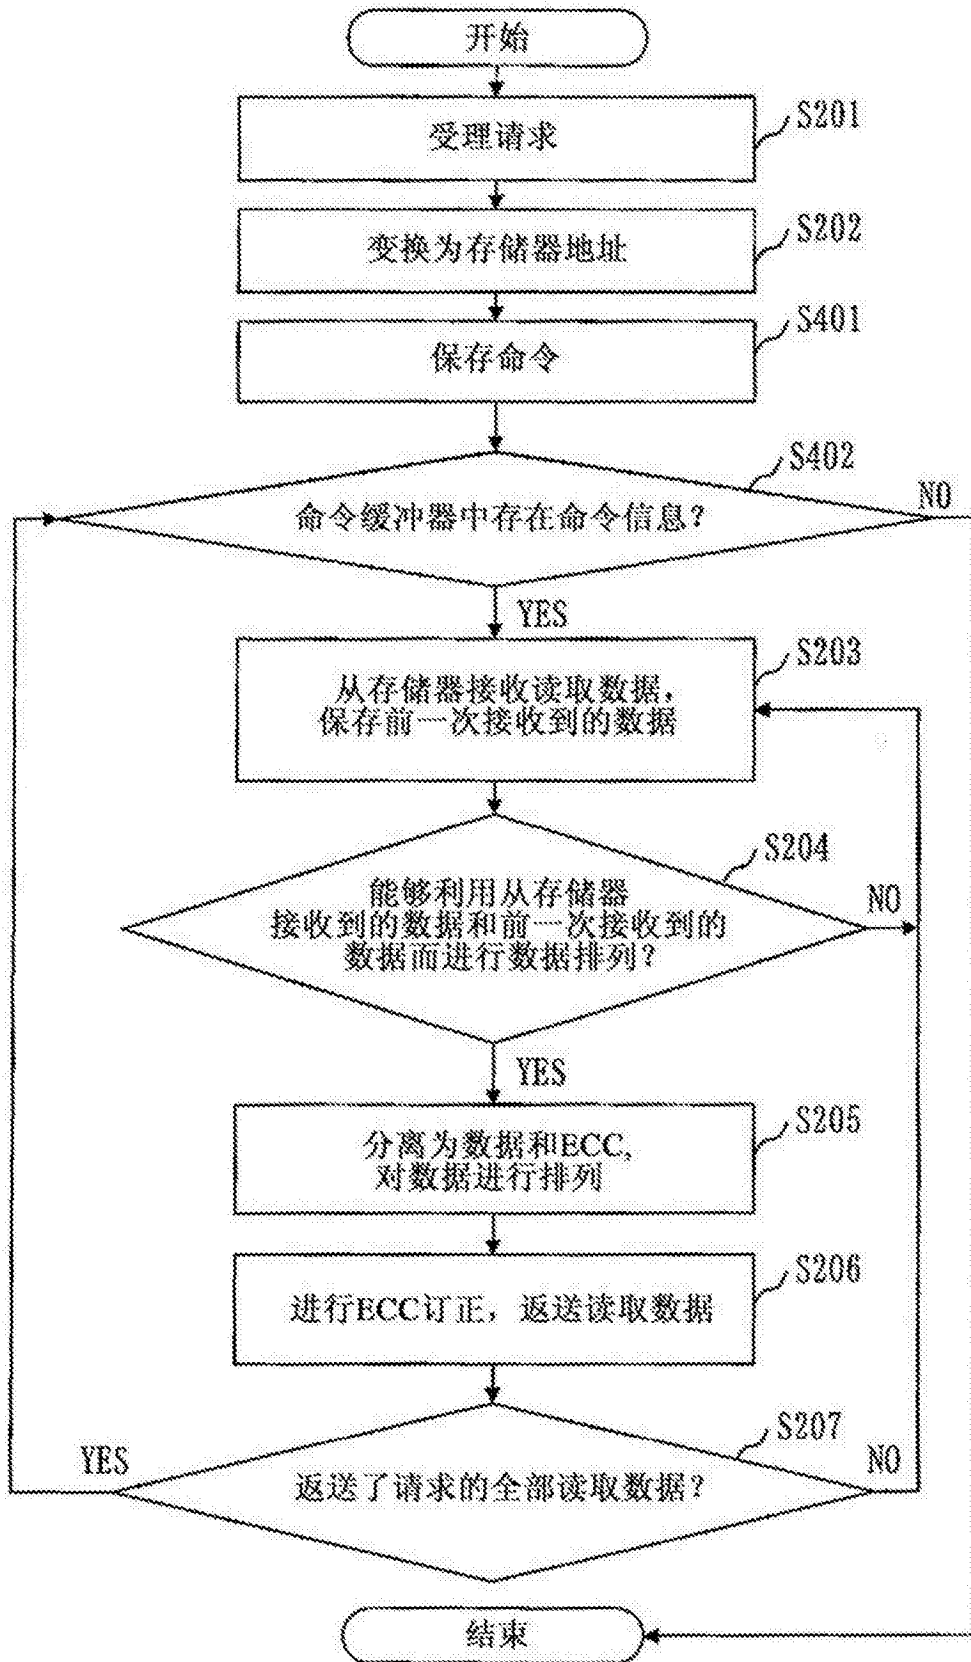 开始
受理请求
S201
变换为存储器地址
S202
保存命令
S401
S402
命令缓冲器中存在命令信息？
NO
YES
从存储器接收读取数据，
保存前一次接收到的数据
S203
S204
能够利用从存储器
接收到的数据和前一次接收到的
数据而进行数据排列？
NO
YES
分离为数据和ECC,
对数据进行排列
S205
进行ECC订正，返送读取数据
S206
S207
YES
返送了请求的全部读取数据？
NO
结束